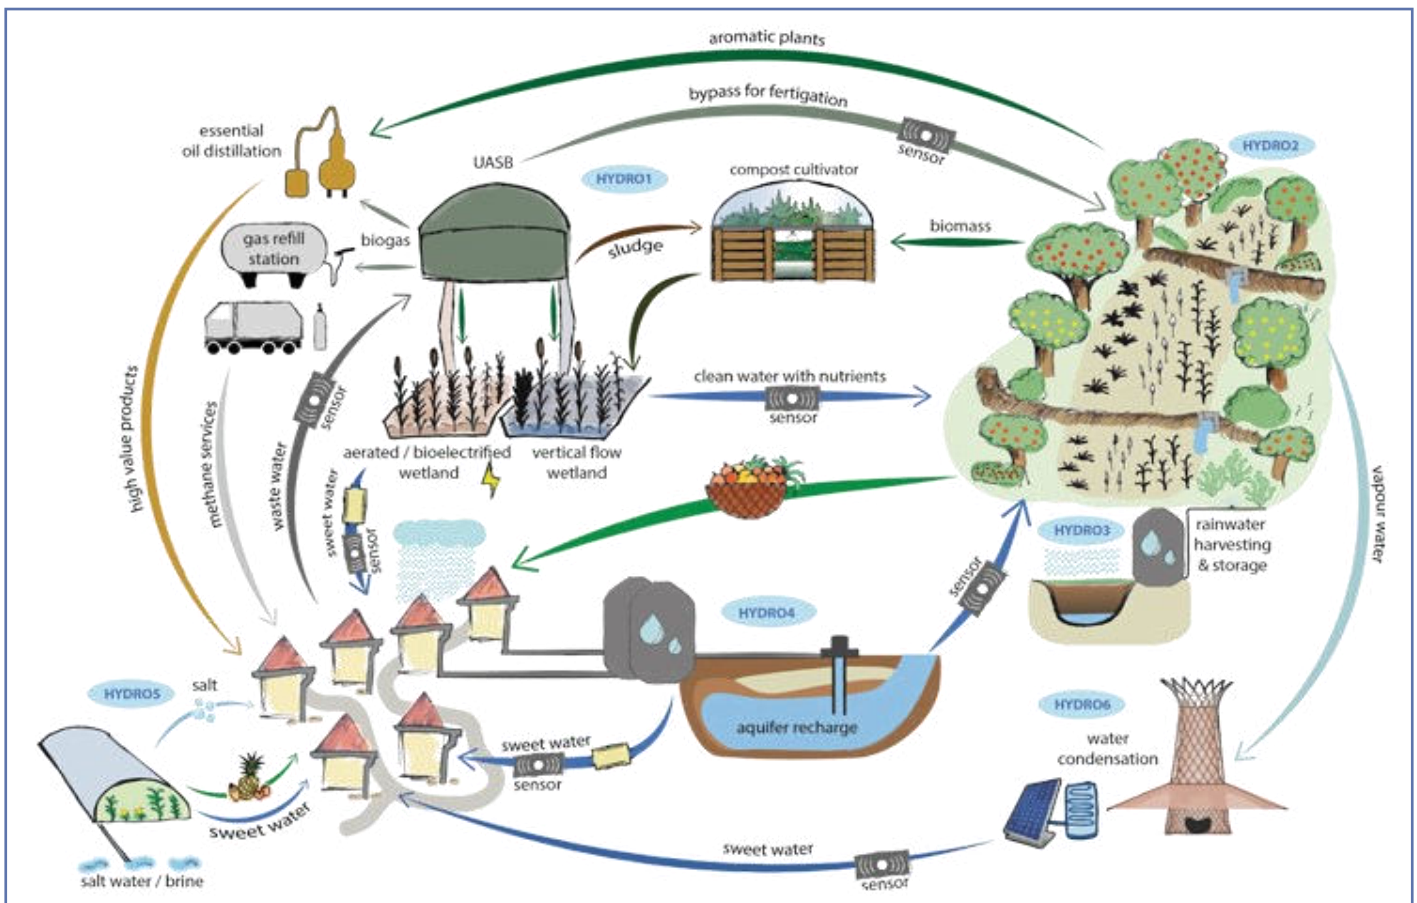 aromatic plants
bypass for fertigation
sensor
essential
oil distillation
UASB
HYDRO1
compost cultivator
HYDRO2
gas refill
station
biogas
sludge
biomass
high value products
methane services
waste water
sensor
clean water with nutrients
sensor
aerated / bioelectrified
wetland
vertical flow
wetland
sweet water
sensor
vapour water
HYDRO3
rainwater
harvesting
& storage
sensor
HYDRO4
aquifer recharge
HYDRO5
salt
sweet water
salt water / brine
sweet water
sensor
HYDRO6
water
condensation
sweet water
sensor